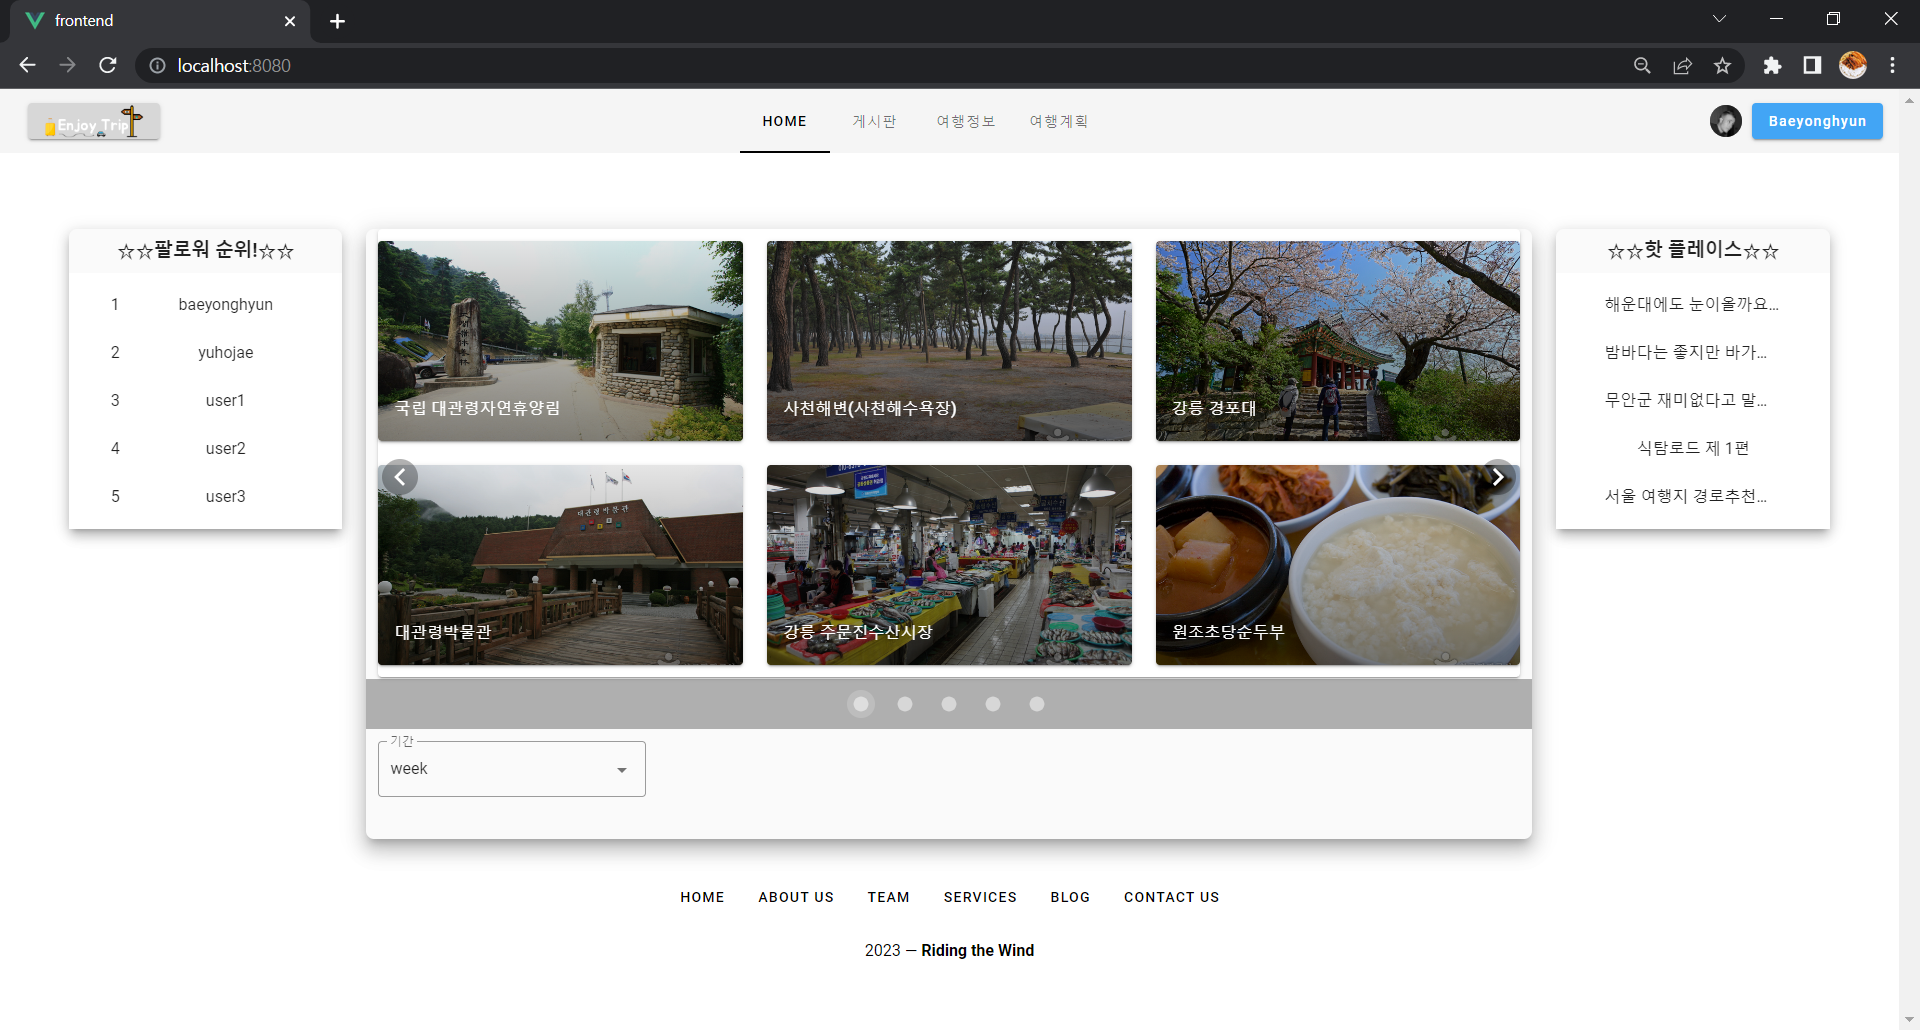 frontend
localhost:8080
Enjoy Trip
HOME
게시판
여행정보
여행계획
Baeyonghyun
☆☆팔로워 순위!☆☆
1 baeyonghyun
2 yuhojae
3 user1
4 user2
5 user3
국립 대관령자연휴양림
사천해변(사천해수욕장)
강릉 경포대
대관령박물관
대관령박물관
강릉 주문진수산시장
원조초당순두부
기간
week
☆☆핫 플레이스☆☆
해운대에도 눈이올까요...
밤바다는 좋지만 바가...
무안군 재미없다고 말...
식탐로드 제 1편
서울 여행지 경로추천...
HOME
ABOUT US
TEAM
SERVICES
BLOG
CONTACT US
2023 — Riding the Wind